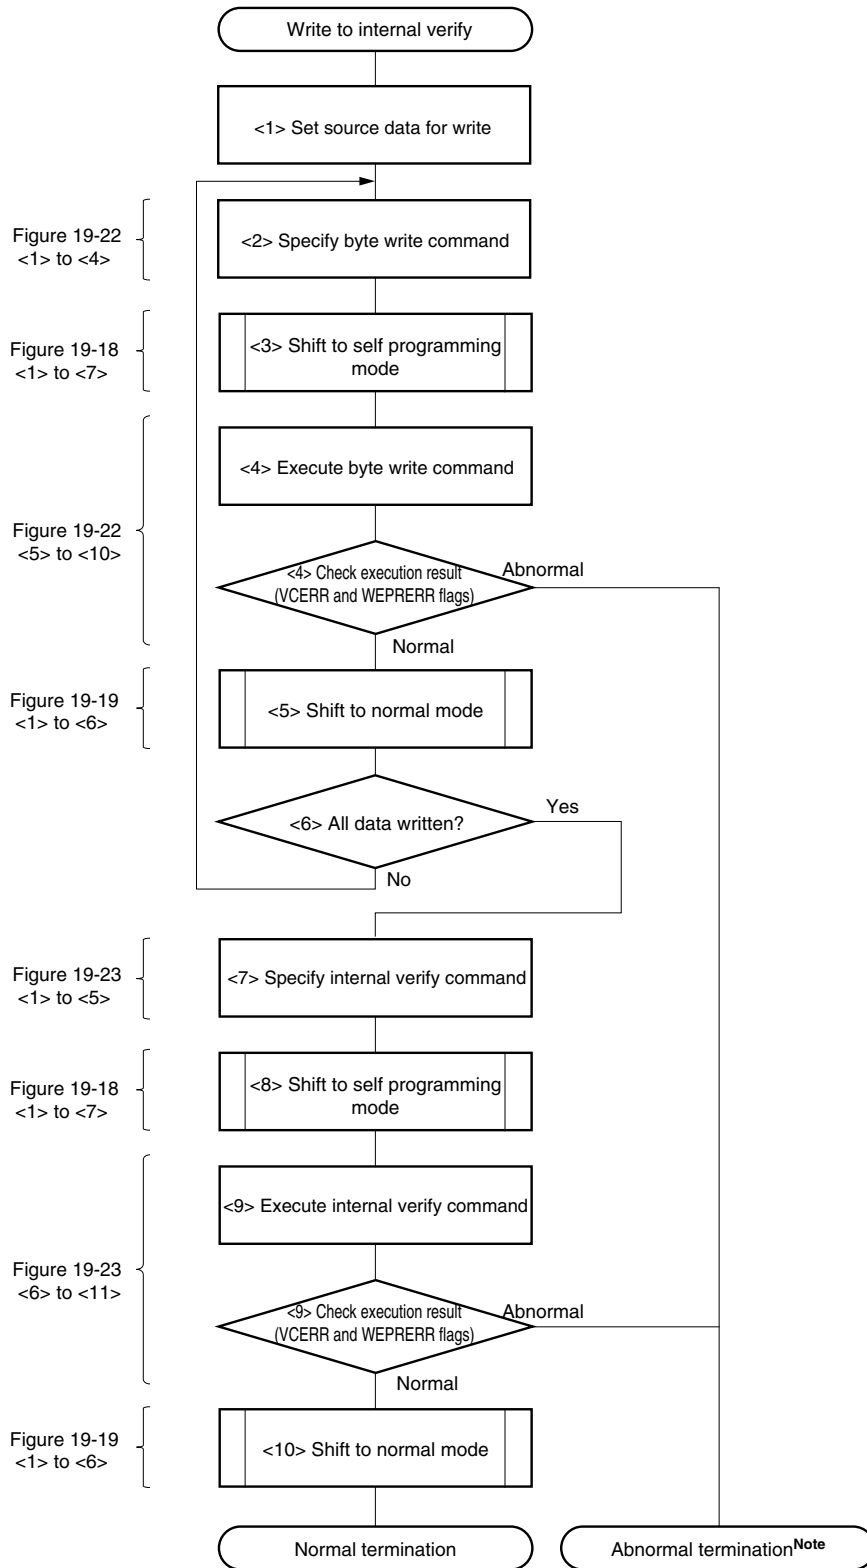 Write to internal verify
<1> Set source data for write
Figure 19-22
<1> to <4>
<2> Specify byte write command
Figure 19-18
<1> to <7>
<3> Shift to self programming
mode
<4> Execute byte write command
Figure 19-22
<5> to <10>
<4> Check execution result
(VCERR and WEPRERR flags)
Abnormal
Normal
Figure 19-19
<1> to <6>
<5> Shift to normal mode
<6> All data written?
Yes
No
Figure 19-23
<1> to <5>
<7> Specify internal verify command
Figure 19-18
<1> to <7>
<8> Shift to self programming
mode
<9> Execute internal verify command
Figure 19-23
<6> to <11>
<9> Check execution result
(VCERR and WEPRERR flags)
Abnormal
Normal
Figure 19-19
<1> to <6>
<10> Shift to normal mode
Normal termination
Abnormal termination Note